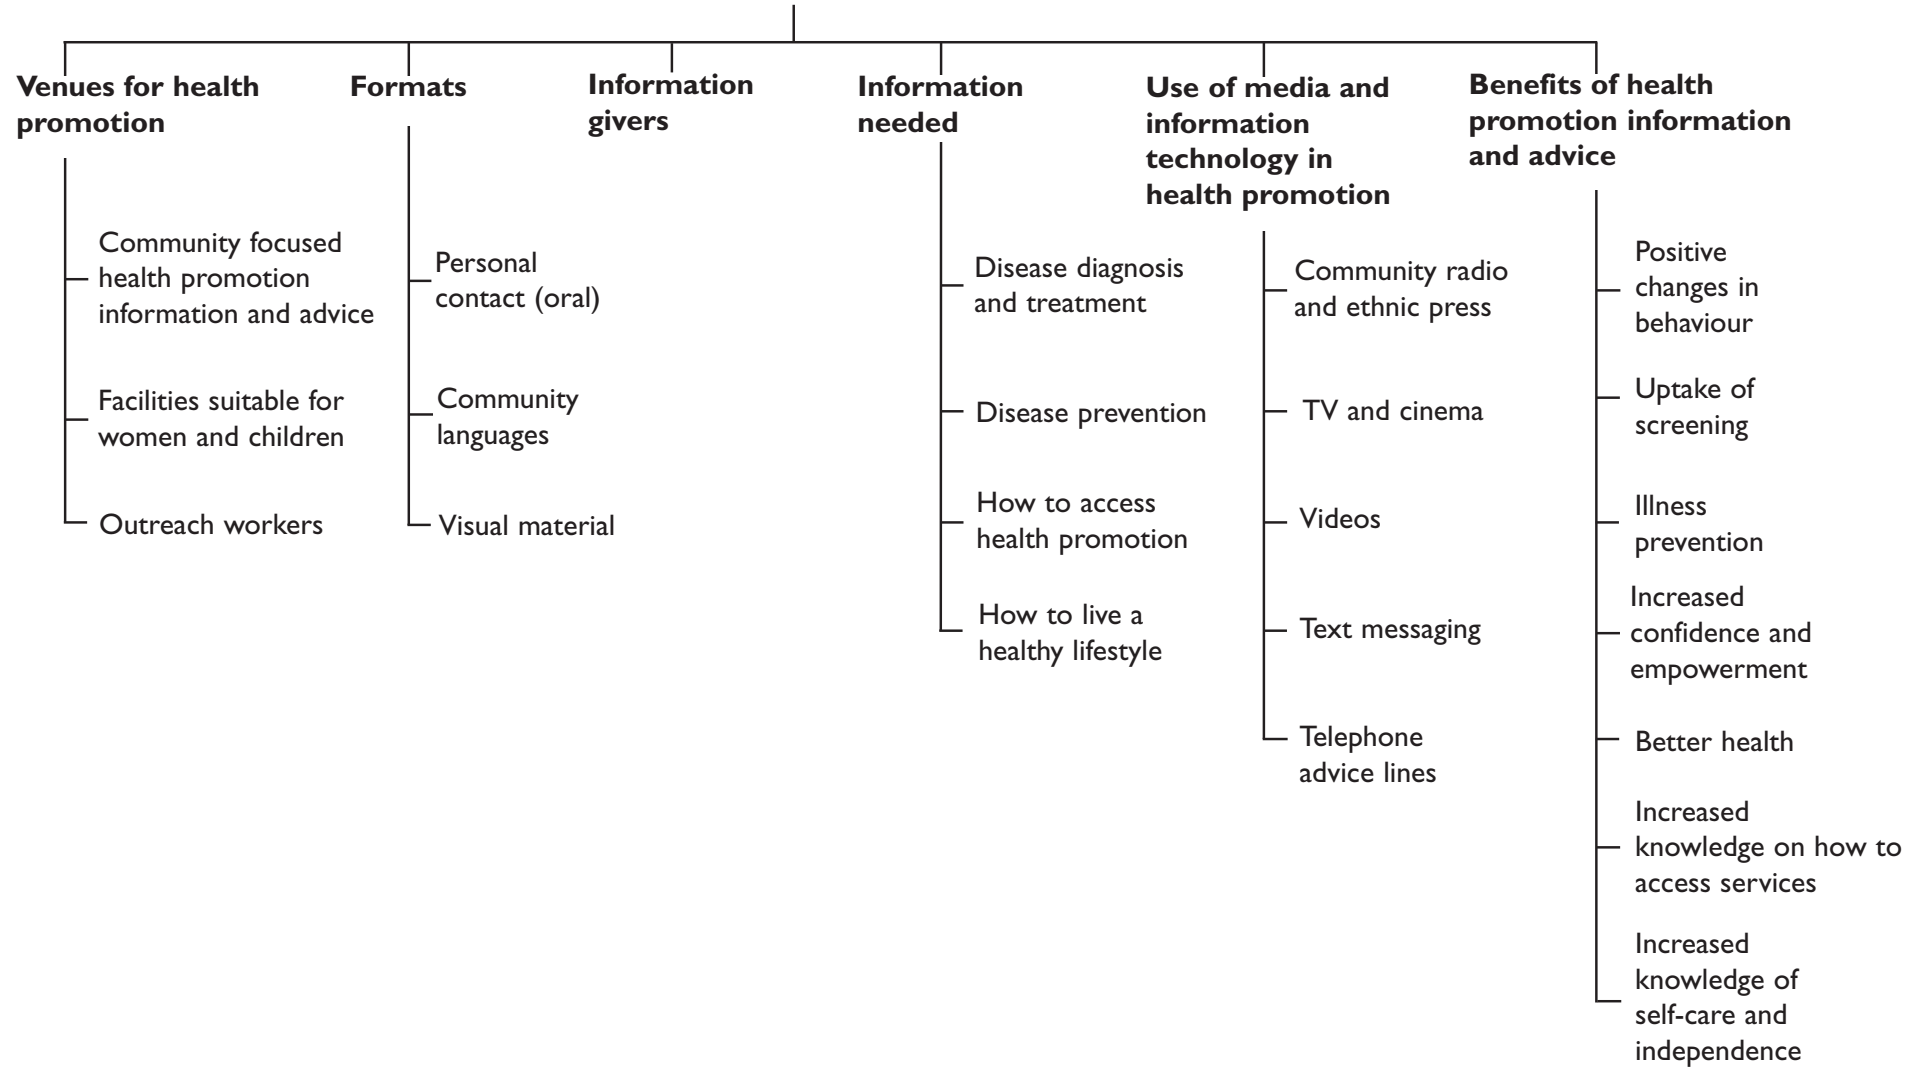 Venues for health
promotion
Community focused
health promotion
information and advice
Facilities suitable for
women and children
Outreach workers
Formats
Personal
contact (oral)
Community
languages
Visual material
Information
givers
Information
needed
Disease diagnosis
and treatment
Disease prevention
How to access
health promotion
How to live a
healthy lifestyle
Use of media and
information
technology in
health promotion
Community radio
and ethnic press
TV and cinema
Videos
Text messaging
Telephone
advice lines
Benefits of health
promotion information
and advice
Positive
changes in
behaviour
Uptake of
screening
Illness
prevention
Increased
confidence and
empowerment
Better health
Increased
knowledge on how to
access services
Increased
knowledge of
self-care and
independence